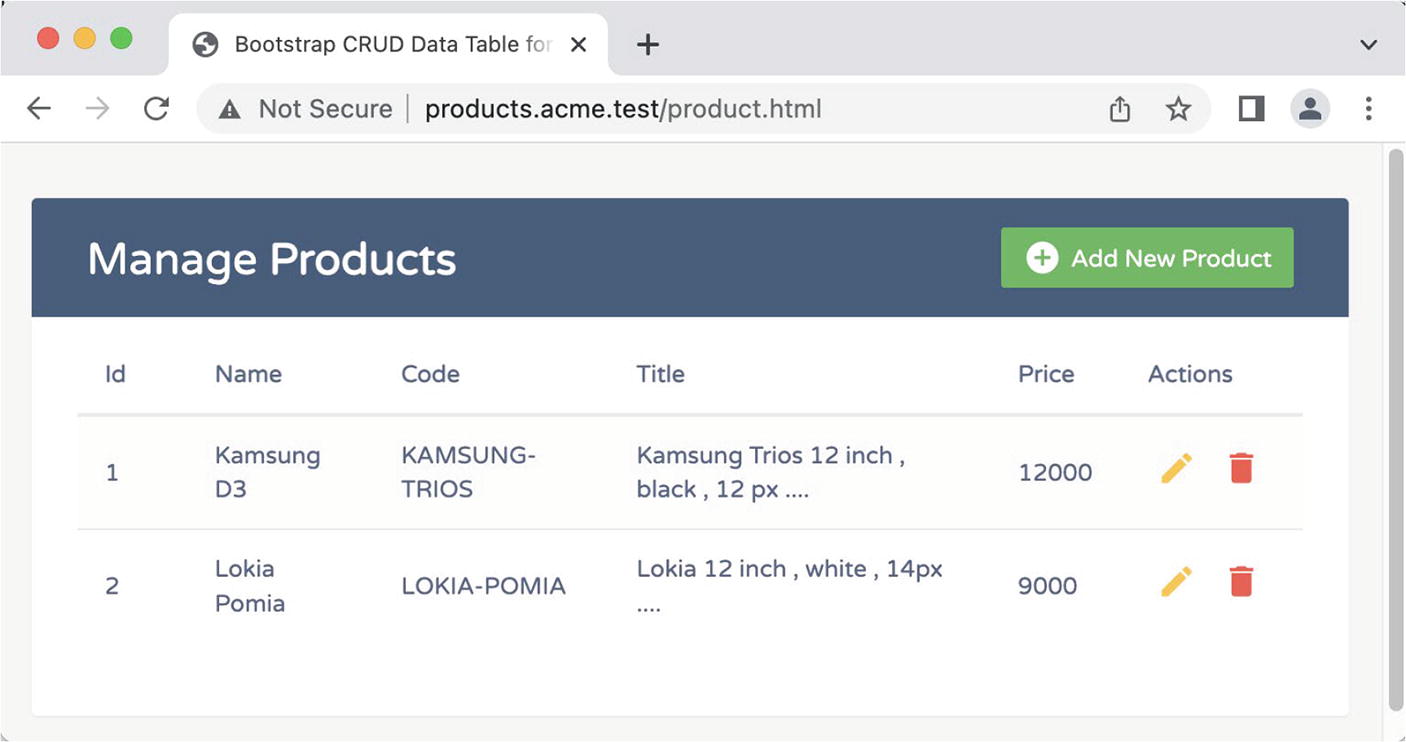 Bootstrap CRUD Data Table for
Not Secure products.acme.test/product.html
Manage Products
Add New Product
Id Name Code Title Price Actions
1 Kamsung D3 KAMSUNG-TRIOS Kamsung Trios 12 inch , black , 12 px .... 12000
2 Lokia Pomia LOKIA-POMIA Lokia 12 inch , white , 14px .... 9000